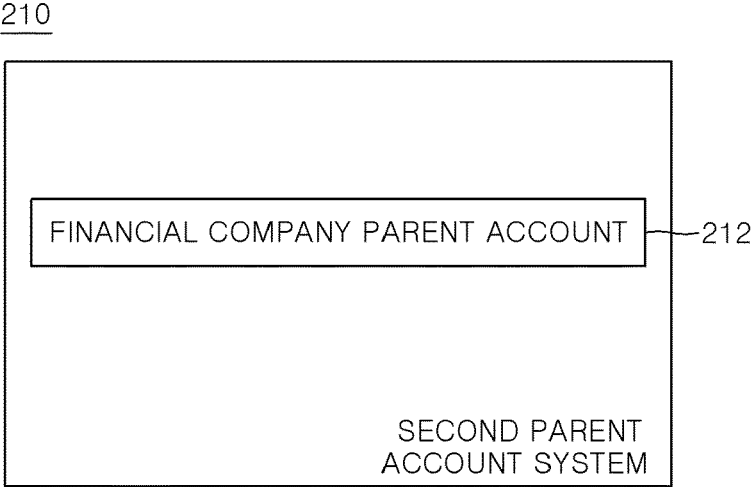 210
FINANCIAL COMPANY PARENT ACCOUNT
212
SECOND PARENT
ACCOUNT SYSTEM